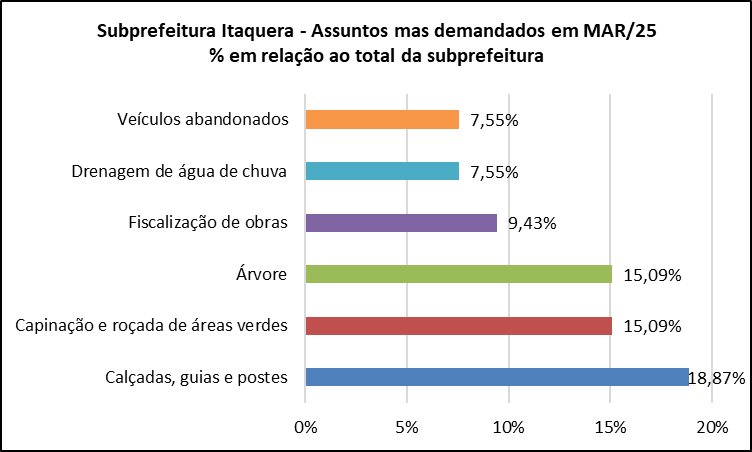 Subprefeitura Itaquera - Assuntos mas demandados em MAR/25
% em relação ao total da subprefeitura
Veículos abandonados 7,55%
Drenagem de água de chuva 7,55%
Fiscalização de obras 9,43%
Árvore 15,09%
Capinação e roçada de áreas verdes 15,09%
Calçadas, guias e postes 18,87%
0% 5% 10% 15% 20%